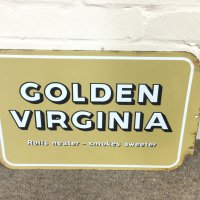 GOLDEN
VIRGINIA
Rolls neater - smokes sweeter